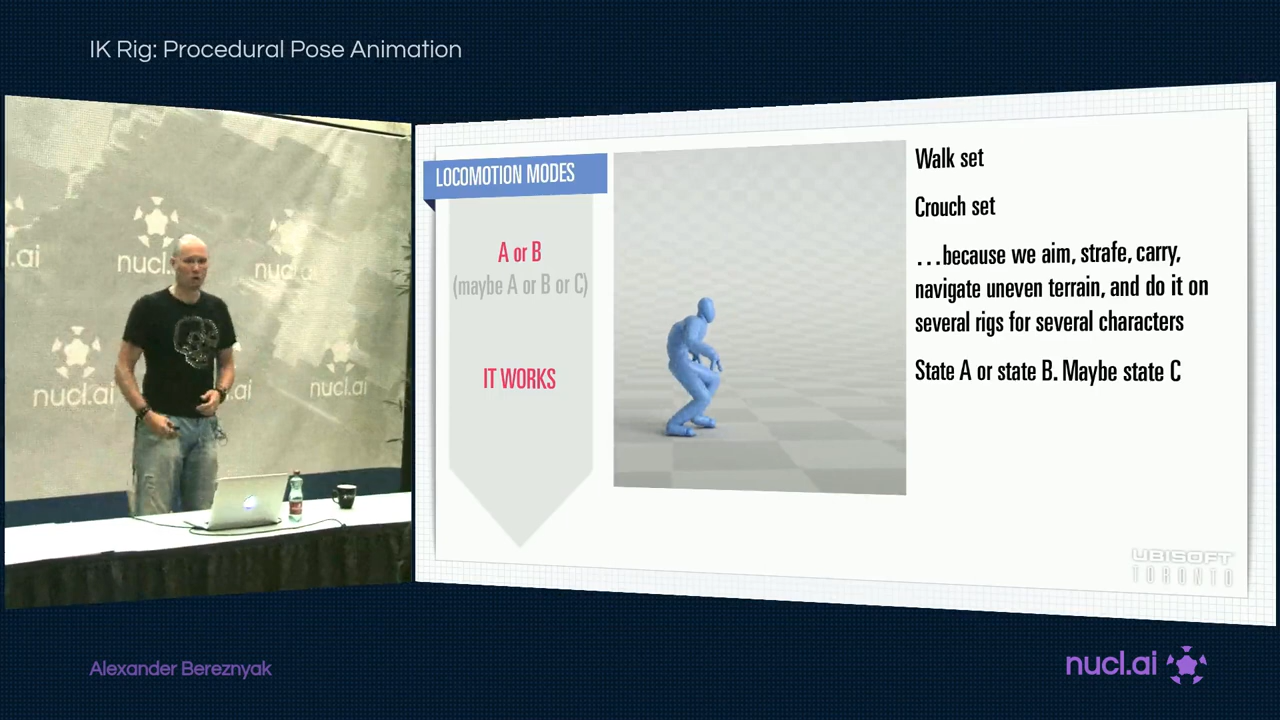 IK Rig: Procedural Pose Animation
nucl.ai
nucl.ai
nucl.ai
nucl.ai
LOCOMOTION MODES
A or B
(maybe A or B or C)
IT WORKS
Walk set
Crouch set
...because we aim, strafe, carry,
navigate uneven terrain, and do it on
several rigs for several characters
State A or state B. Maybe state C
UBISOFT
TORONTO
Alexander Bereznyak
nucl.ai